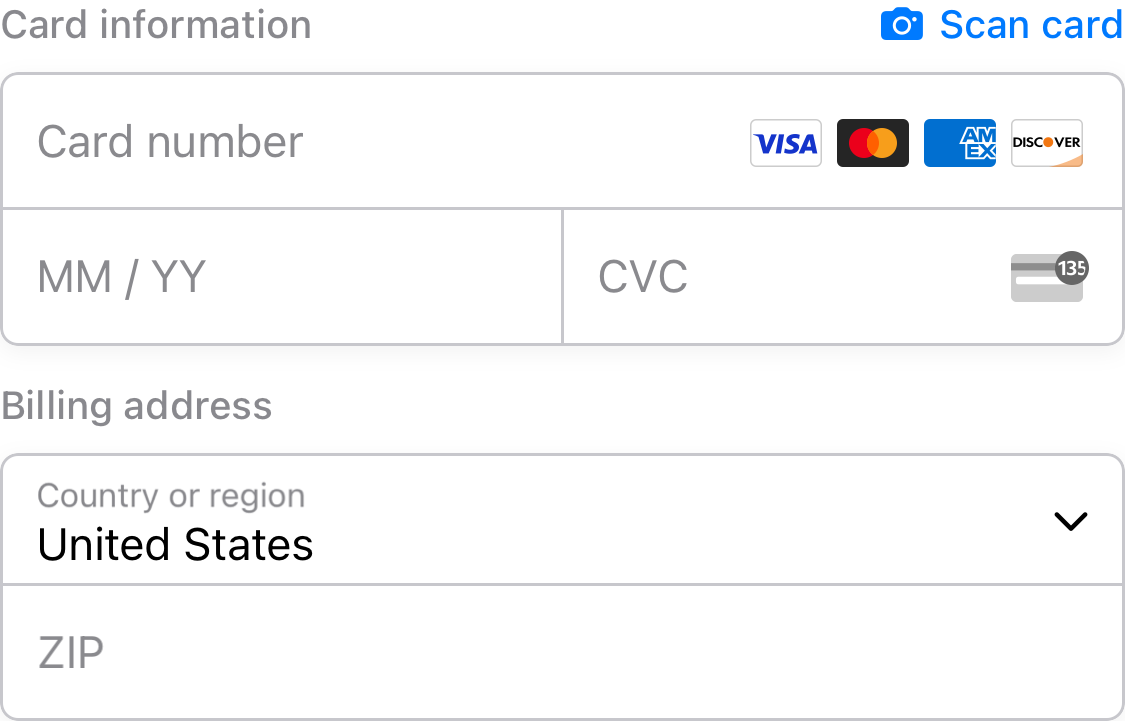 Card information Scan card
Card number VISA AM EX DISCOVER
MM / YY CVC 135
Billing address
Country or region
United States
ZIP